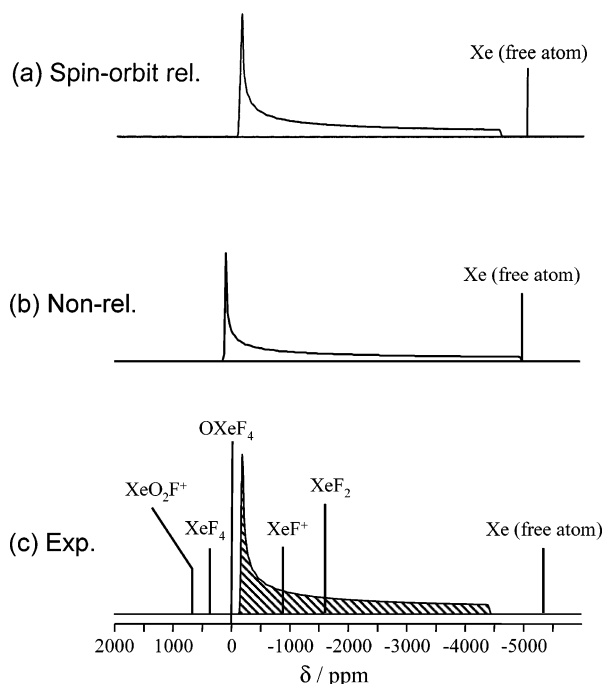 (a) Spin-orbit rel.
Xe (free atom)
(b) Non-rel.
Xe (free atom)
(c) Exp.
XeO₂F⁺
XeF₄
OXeF₄
XeF⁺
XeF₂
Xe (free atom)
2000 1000 0 -1000 -2000 -3000 -4000 -5000
δ / ppm